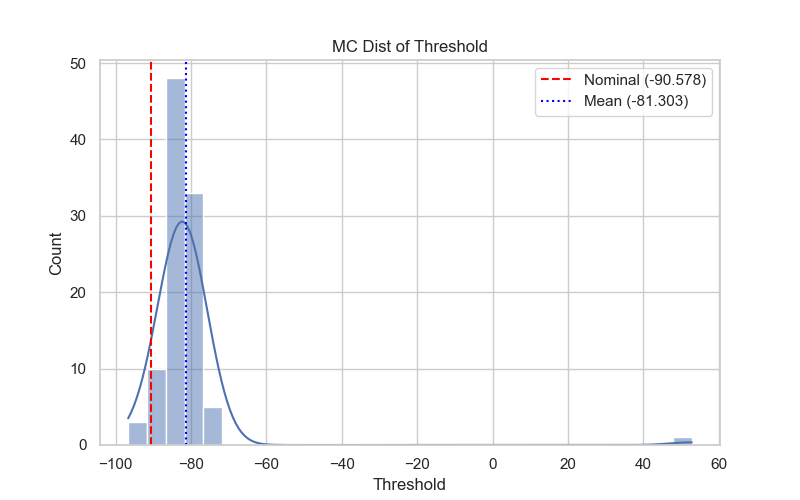 MC Dist of Threshold
Nominal (-90.578)
Mean (-81.303)
Count
50
40
30
20
10
0
−100 −80 −60 −40 −20 0 20 40 60
Threshold